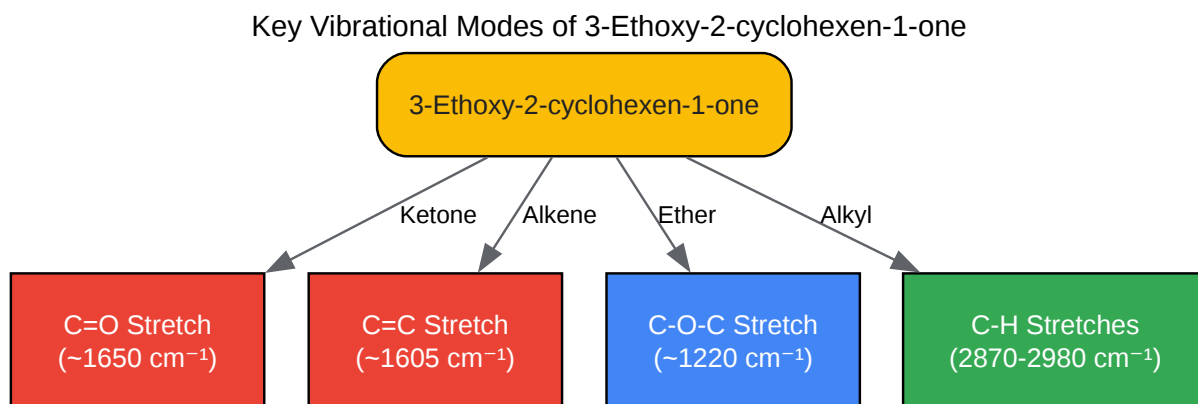 Key Vibrational Modes of 3-Ethoxy-2-cyclohexen-1-one
3-Ethoxy-2-cyclohexen-1-one
Ketone
Alkene
Ether
Alkyl
C=O Stretch
(~1650 cm⁻¹)
C=C Stretch
(~1605 cm⁻¹)
C-O-C Stretch
(~1220 cm⁻¹)
C-H Stretches
(2870-2980 cm⁻¹)